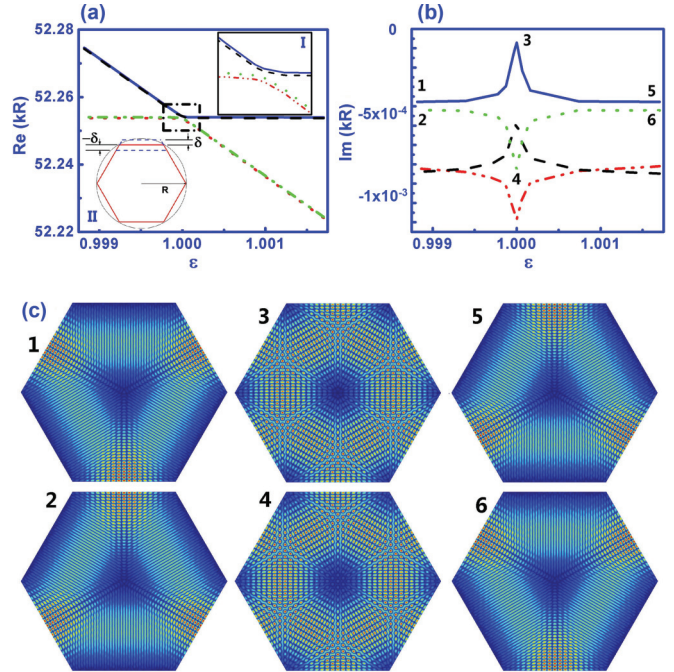 (a)
52.28
52.26
52.24
52.22
Re (kR)
0.999
1.000
1.001
ε
I
II
−δ
δ
R
(b)
0
-5x10⁻⁴
-1x10⁻³
Im (kR)
0.999
1.000
1.001
ε
1
2
3
4
5
6
(c)
1
3
5
2
4
6